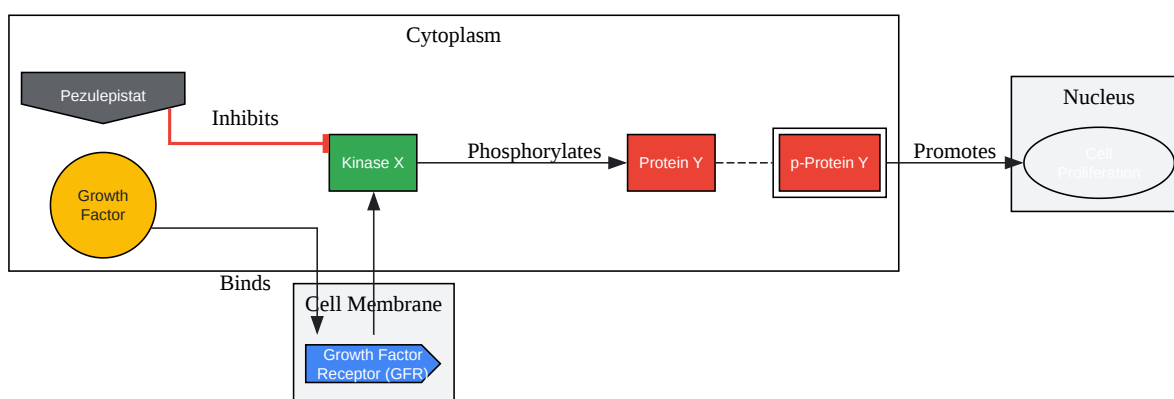 Cytoplasm
Pezulepistat
Inhibits
Kinase X
Phosphorylates
Protein Y
p-Protein Y
Promotes
Nucleus
Cell
Proliferation
Growth
Factor
Binds
Cell Membrane
Growth Factor
Receptor (GFR)